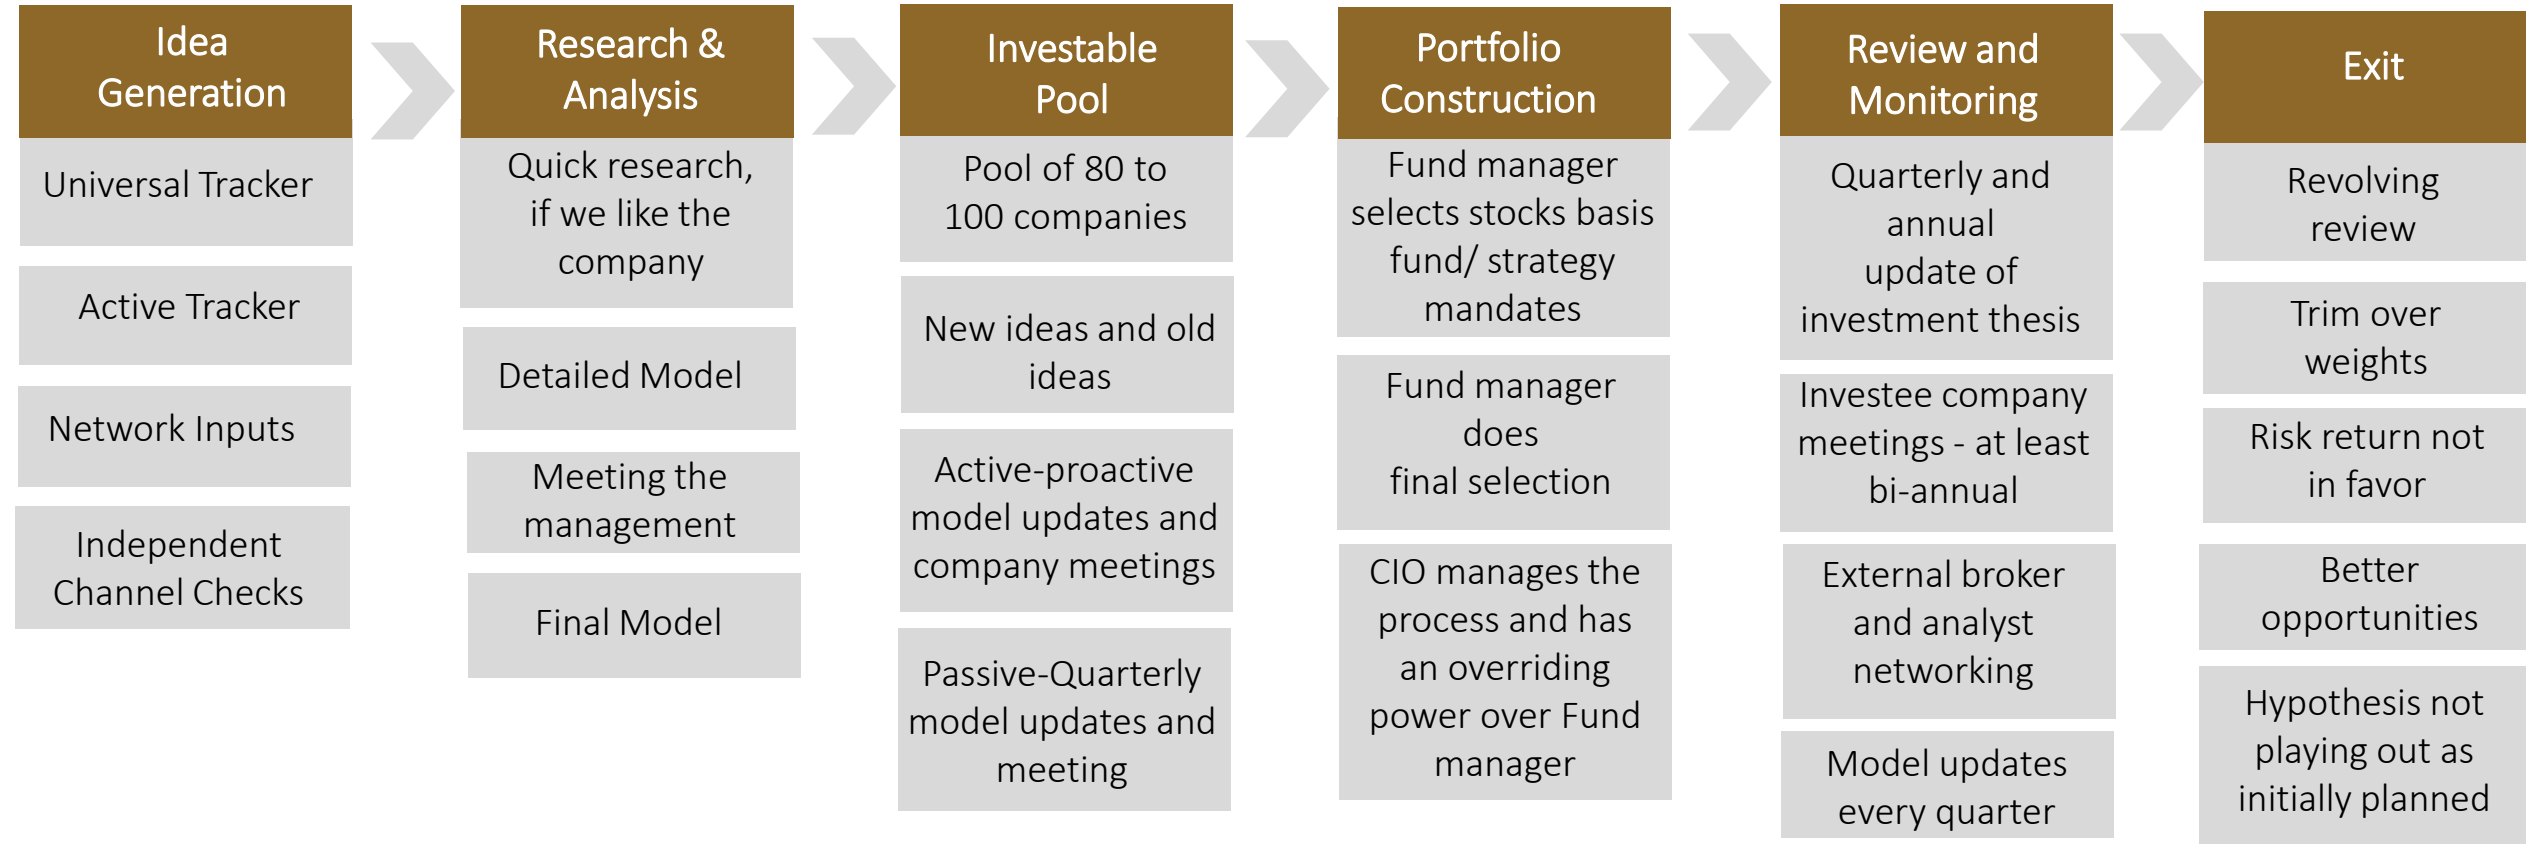 Idea
Generation
Universal Tracker
Active Tracker
Network Inputs
Independent
Channel Checks
Research &
Analysis
Quick research,
if we like the
company
Detailed Model
Meeting the
management
Final Model
Investable
Pool
Pool of 80 to
100 companies
New ideas and old
ideas
Active-proactive
model updates and
company meetings
Passive-Quarterly
model updates and
meeting
Portfolio
Construction
Fund manager
selects stocks basis
fund/ strategy
mandates
Fund manager
does
final selection
CIO manages the
process and has
an overriding
power over Fund
manager
Review and
Monitoring
Quarterly and
annual
update of
investment thesis
Investee company
meetings - at least
bi-annual
External broker
and analyst
networking
Model updates
every quarter
Exit
Revolving
review
Trim over
weights
Risk return not
in favor
Better
opportunities
Hypothesis not
playing out as
initially planned